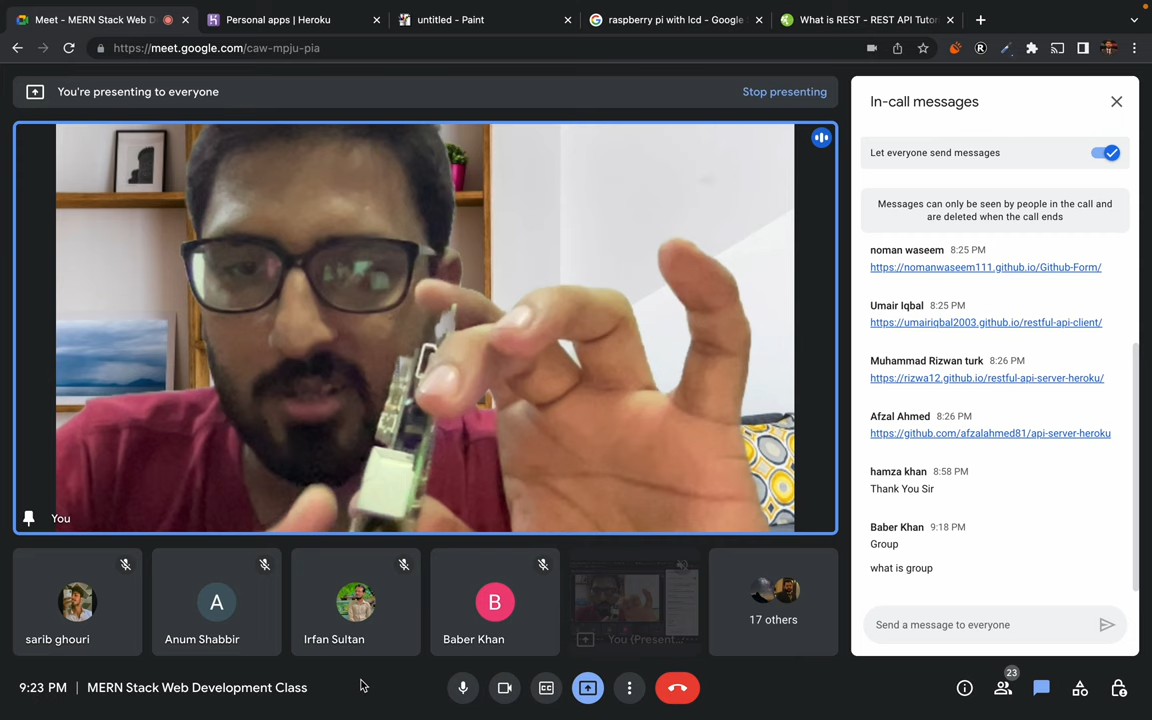 Meet - MERN Stack Web D
Personal apps | Heroku
untitled - Paint
raspberry pi with lcd - Google
What is REST - REST API Tutor
https://meet.google.com/caw-mpju-pia
You're presenting to everyone
Stop presenting
You
sarib ghouri
A
Anum Shabbir
Irfan Sultan
B
Baber Khan
You (Present...
17 others
In-call messages
Let everyone send messages
Messages can only be seen by people in the call and
are deleted when the call ends
noman waseem 8:25 PM
https://nomanwaseem111.github.io/Github-Form/
Umair Iqbal 8:25 PM
https://umairiqbal2003.github.io/restful-api-client/
Muhammad Rizwan turk 8:26 PM
https://rizwa12.github.io/restful-api-server-heroku/
Afzal Ahmed 8:26 PM
https://github.com/afzalahmed81/api-server-heroku
hamza khan 8:58 PM
Thank You Sir
Baber Khan 9:18 PM
Group
what is group
Send a message to everyone
9:23 PM | MERN Stack Web Development Class
23